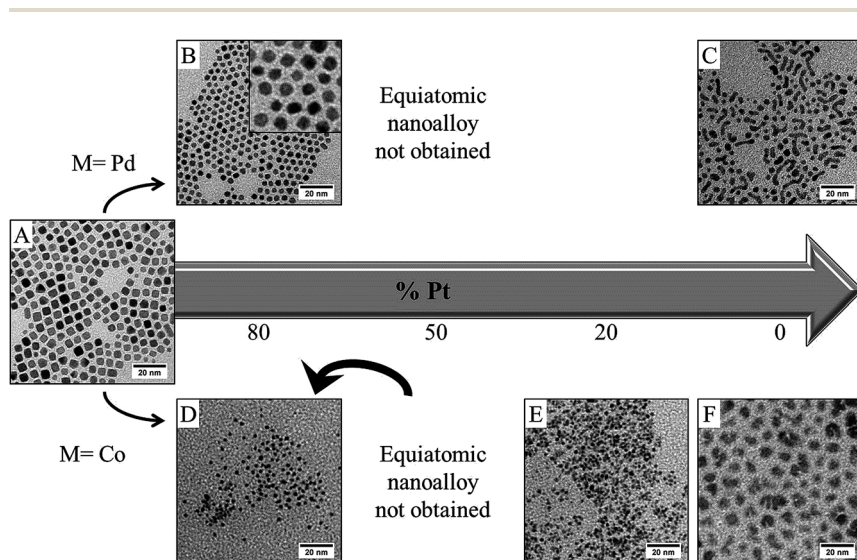 B
20 nm
Equiatomic
nanoalloy
not obtained
C
20 nm
M= Pd
A
20 nm
% Pt
80
50
20
0
M= Co
D
20 nm
Equiatomic
nanoalloy
not obtained
E
20 nm
F
20 nm